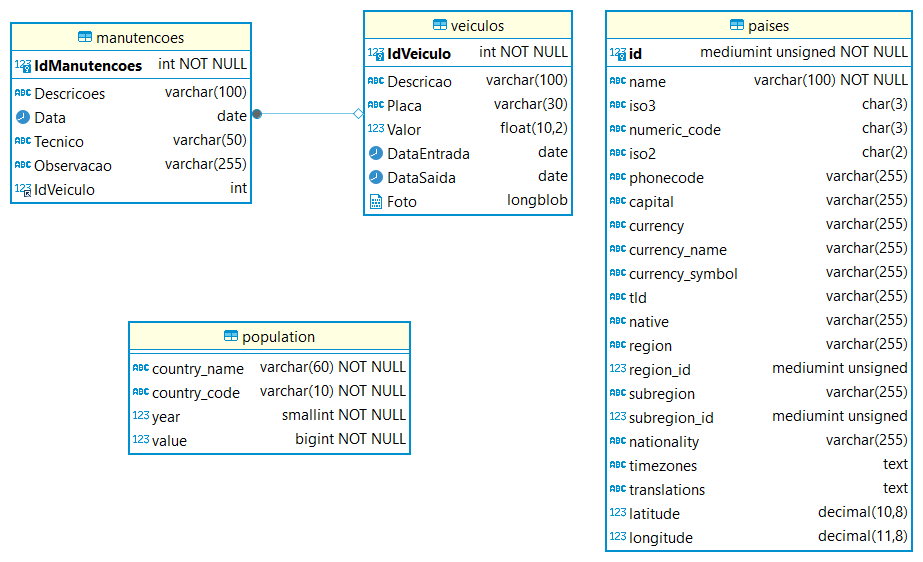 manutencoes
IdManutencoes int NOT NULL
Descricoes varchar(100)
Data date
Tecnico varchar(50)
Observacao varchar(255)
IdVeiculo int
veiculos
IdVeiculo int NOT NULL
Descricao varchar(100)
Placa varchar(30)
Valor float(10,2)
DataEntrada date
DataSaida date
Foto longblob
paises
id mediumint unsigned NOT NULL
name varchar(100) NOT NULL
iso3 char(3)
numeric_code char(3)
iso2 char(2)
phonecode varchar(255)
capital varchar(255)
currency varchar(255)
currency_name varchar(255)
currency_symbol varchar(255)
tld varchar(255)
native varchar(255)
region varchar(255)
region_id mediumint unsigned
subregion varchar(255)
subregion_id mediumint unsigned
nationality varchar(255)
timezones text
translations text
latitude decimal(10,8)
longitude decimal(11,8)
population
country_name varchar(60) NOT NULL
country_code varchar(10) NOT NULL
year smallint NOT NULL
value bigint NOT NULL